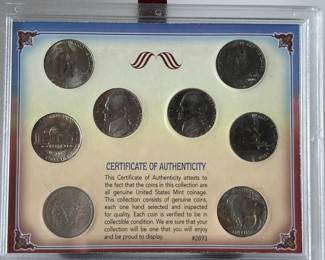 CERTIFICATE OF AUTHENTICITY
This Certificate of Authenticity attests
to the fact that the coins in this collection are
all genuine United States Mint coinage.
This collection consists of genuine coins,
each one hand selected and inspected
for quality. Each coin is verified to be in
collectible condition. We are sure that your
collection will be one that you will enjoy
and be proud to display.
#2893